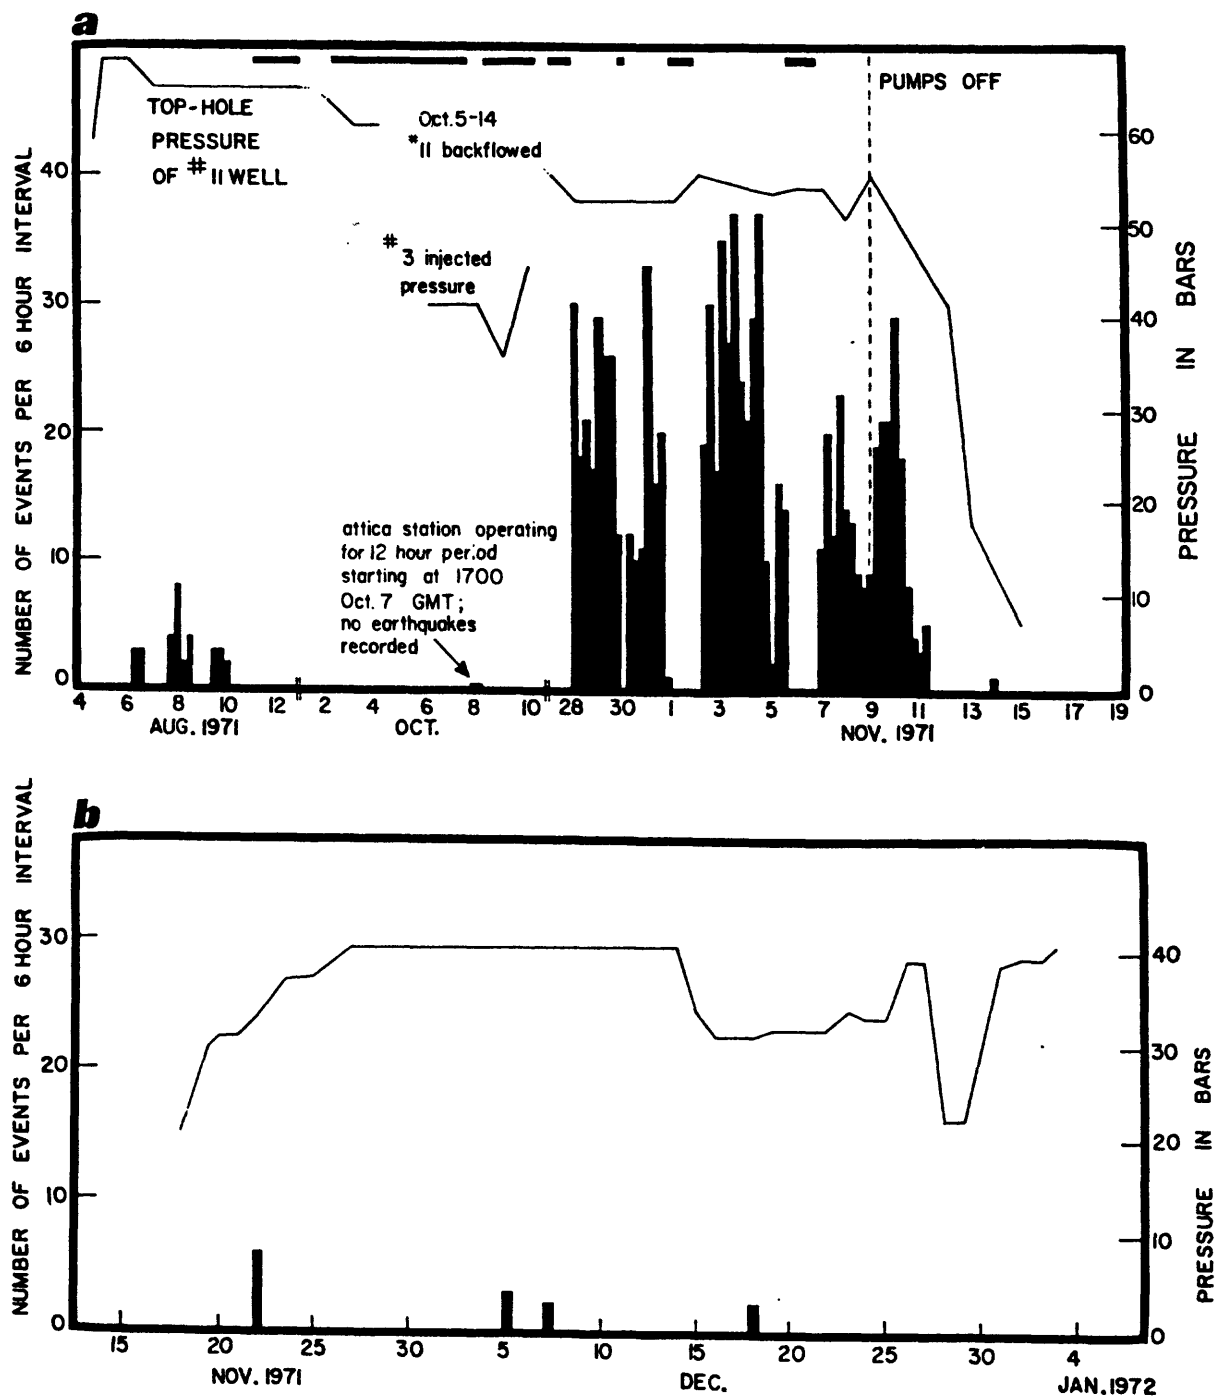 a
NUMBER OF EVENTS PER 6 HOUR INTERVAL
40
30
20
10
0
TOP-HOLE
PRESSURE
OF # 11 WELL
Oct. 5-14
#11 backflowed
#3 injected
pressure
attica station operating
for 12 hour period
starting at 1700
Oct. 7 GMT;
no earthquakes
recorded
PUMPS OFF
60
50
40
30
20
10
0
PRESSURE IN BARS
4 6 8 10 12 2 4 6 8 10 28 30 1 3 5 7 9 11 13 15 17 19
AUG. 1971 OCT. NOV. 1971
b
NUMBER OF EVENTS PER 6 HOUR INTERVAL
30
20
10
0
40
30
20
10
0
PRESSURE IN BARS
15 20 25 30 5 10 15 20 25 30 4
NOV. 1971 DEC. JAN. 1972